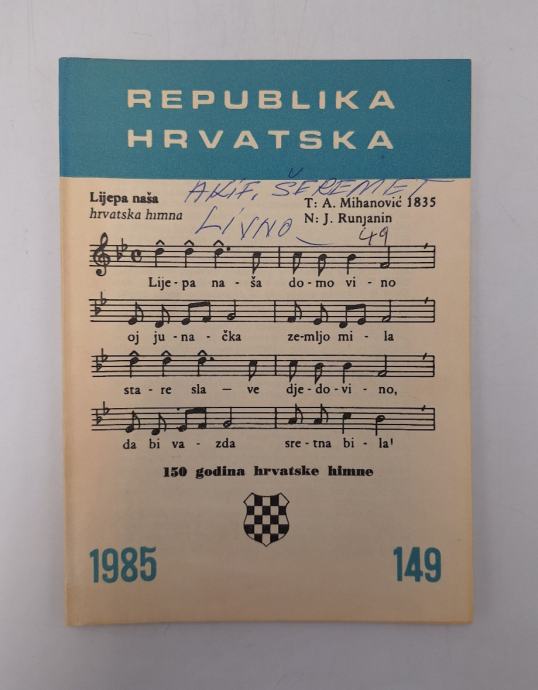 REPUBLIKA
HRVATSKA
AKIF. ŠEREMET
LIVNO
49
Lijepa naša
hrvatska himna
T: A. Mihanović 1835
N: J. Runjanin
Lije-pa na-ša do-mo vi-no
oj ju-na-čka ze-mljo mi-la
sta-re sla-ve dje-do-vi-no,
da bi va-zda sre-tna bi-la!
150 godina hrvatske himne
1985 149